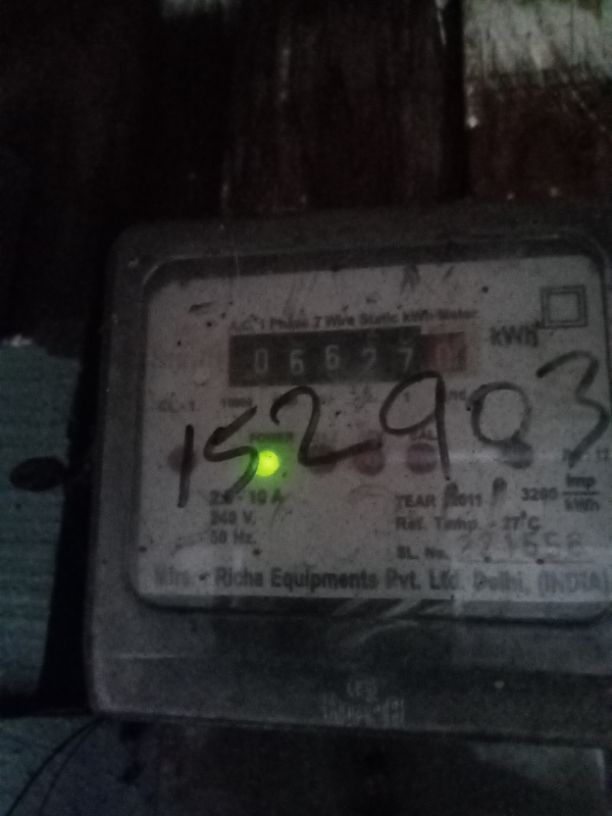 A.C. 1 Phase 2 Wire Static kWh Meter
06627
kWh
152903
POWER
CAL
2.5 - 10 A
YEAR 2011
3200 imp/kWh
240 V.
Ref. Temp - 27°C
50 Hz.
SL. No.
M/s. - Richa Equipments Pvt. Ltd. Delhi, (INDIA)